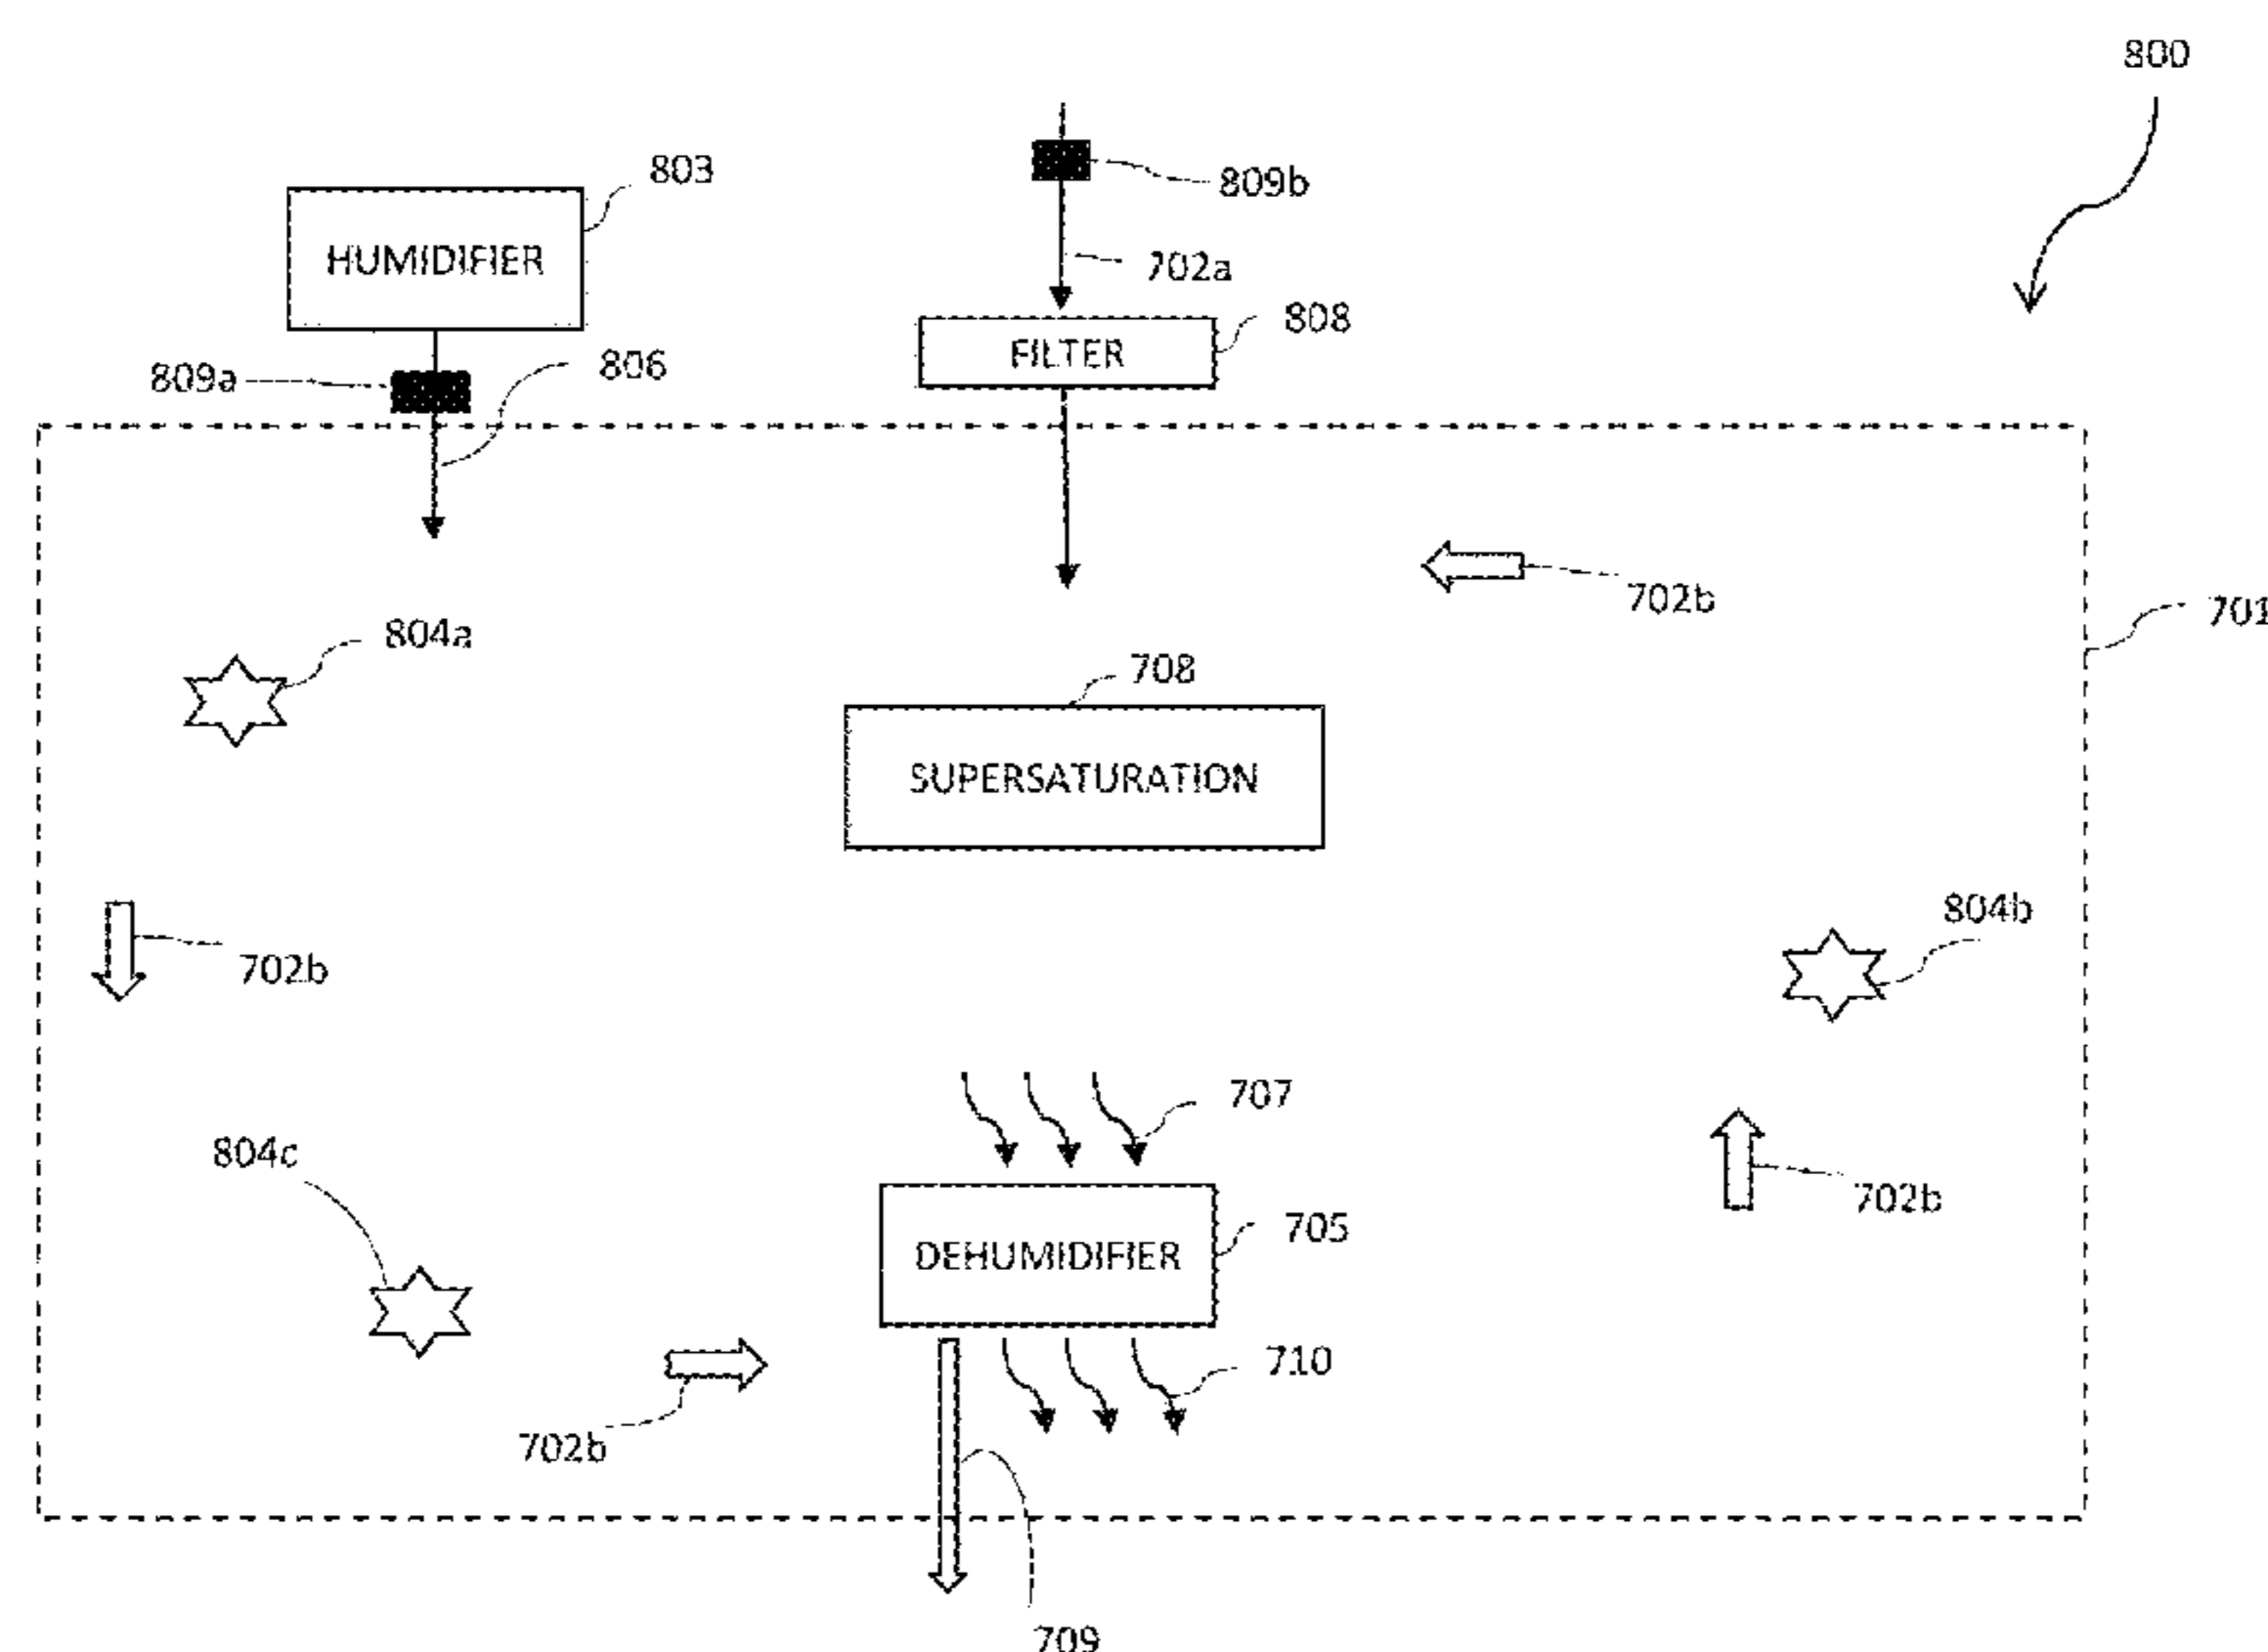 800
803
809b
HUMIDIFIER
702a
808
FILTER
809a
806
702b
701
804a
708
SUPERSATURATION
804b
702b
707
804c
702b
705
DEHUMIDIFIER
710
702b
709